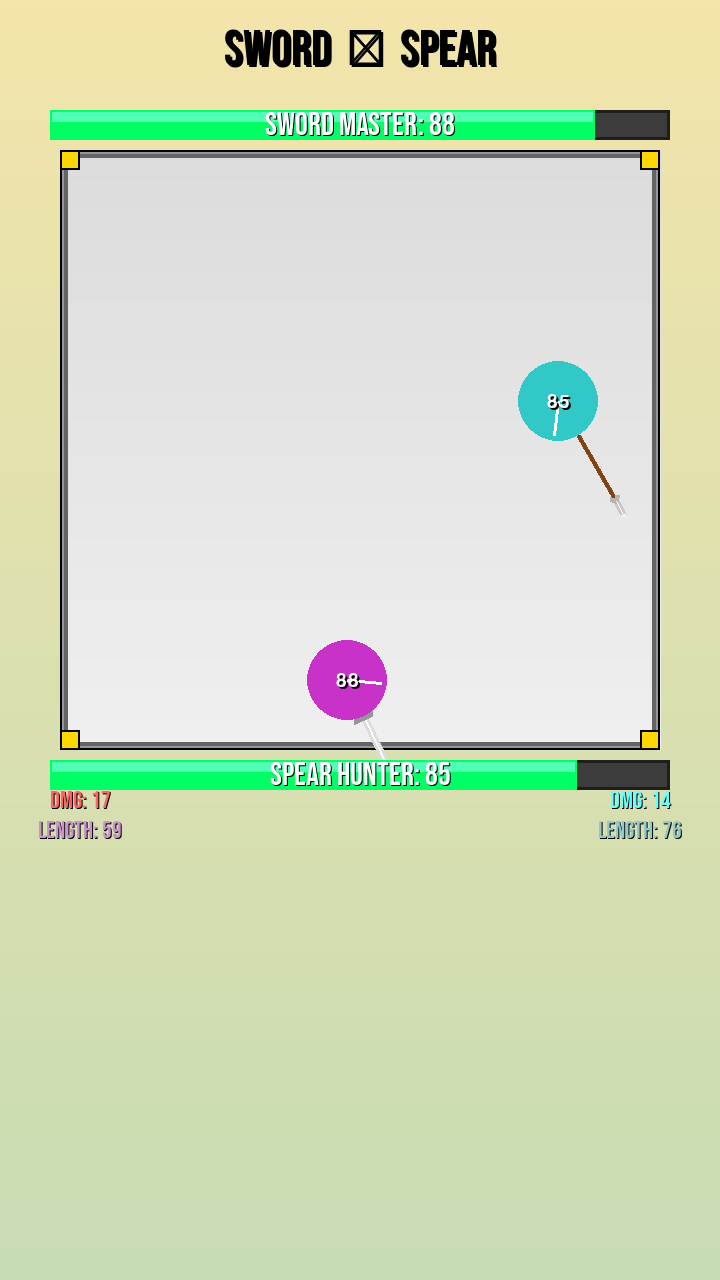 SWORD ☒ SPEAR
SWORD MASTER: 88
85
88
SPEAR HUNTER: 85
DMG: 17 DMG: 14
LENGTH: 59 LENGTH: 76